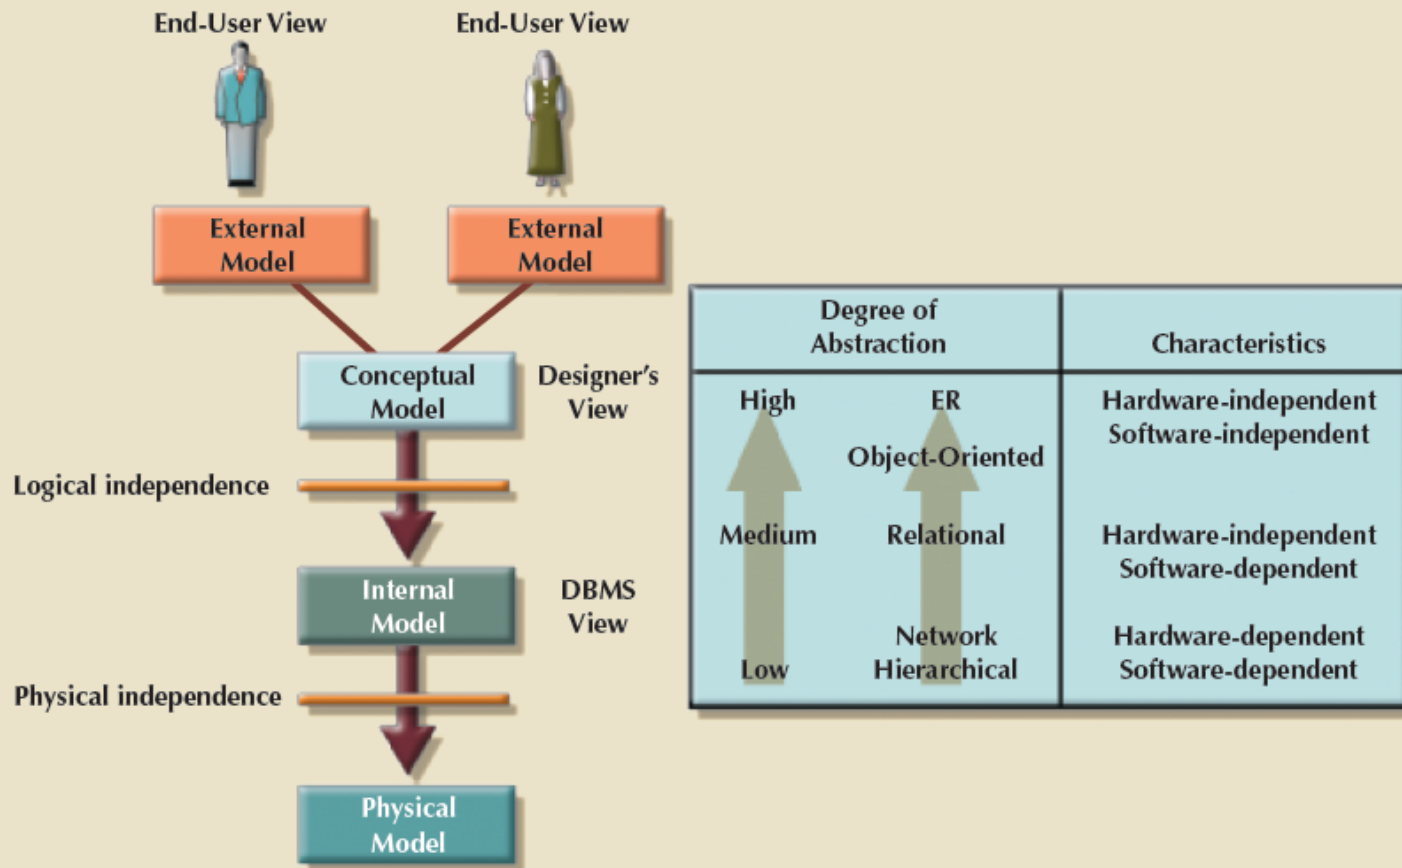 End-User View
End-User View
External
Model
External
Model
Conceptual
Model
Designer's
View
Logical independence
Internal
Model
DBMS
View
Physical independence
Physical
Model
Degree of
Abstraction
Characteristics
High
ER
Hardware-independent
Software-independent
Object-Oriented
Medium
Relational
Hardware-independent
Software-dependent
Low
Network
Hierarchical
Hardware-dependent
Software-dependent